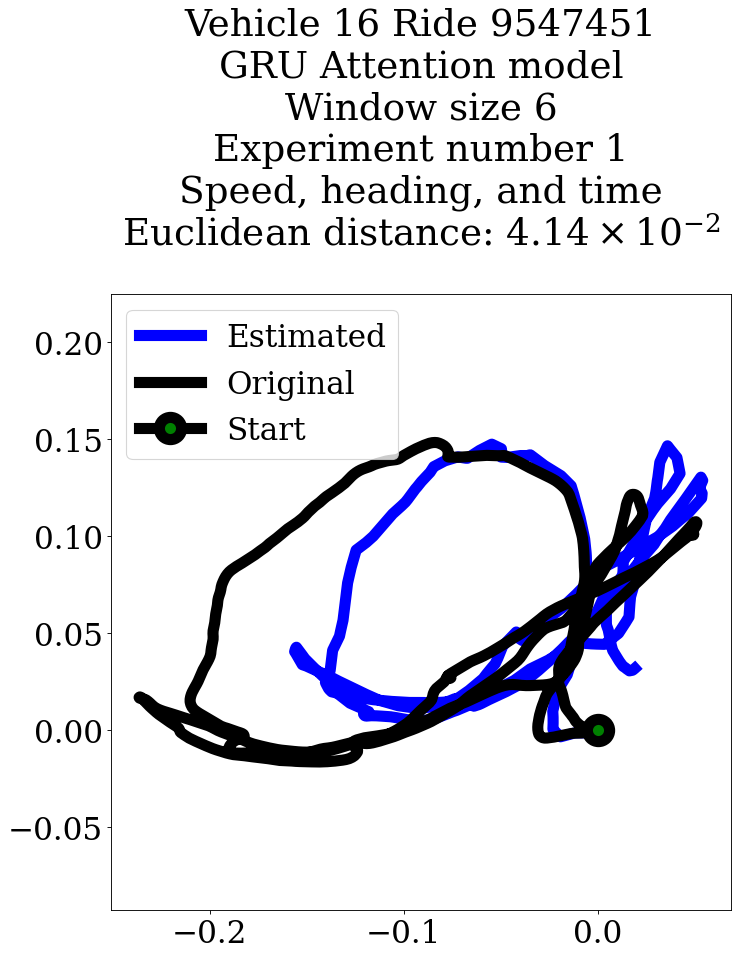 Vehicle 16 Ride 9547451
GRU Attention model
Window size 6
Experiment number 1
Speed, heading, and time
Euclidean distance: 4.14 × 10⁻²
Estimated
Original
Start
0.20
0.15
0.10
0.05
0.00
−0.05
−0.2
−0.1
0.0